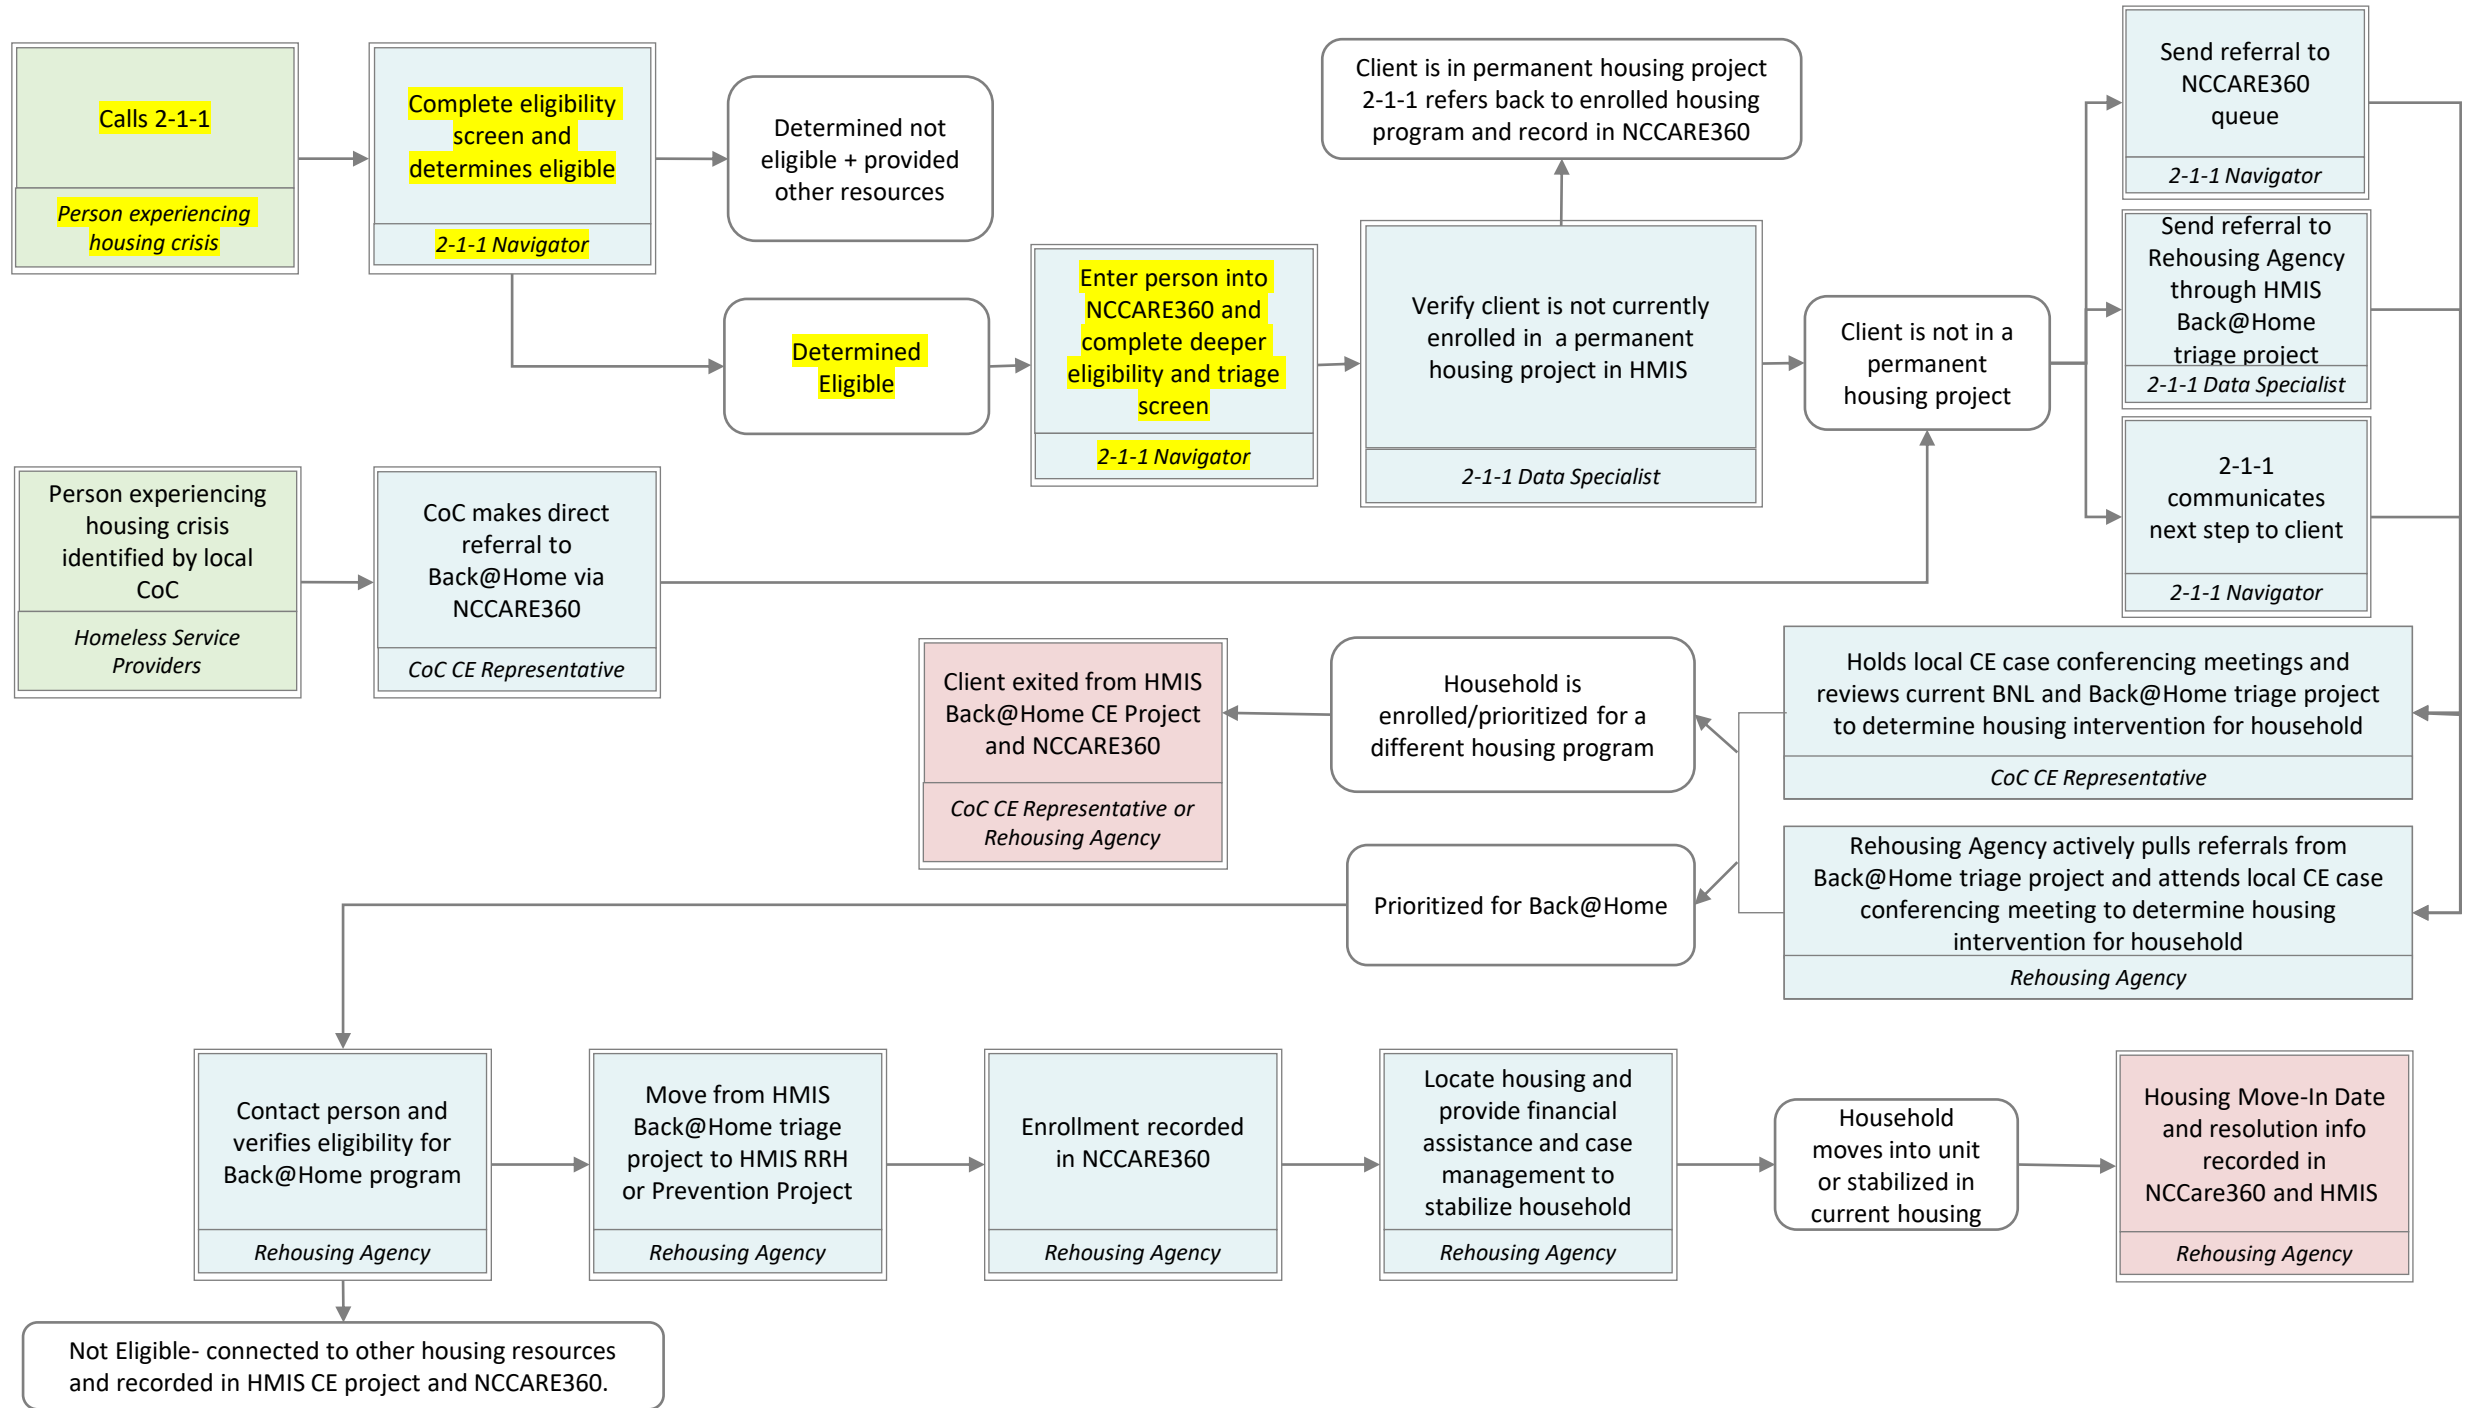 Calls 2-1-1
Person experiencing
housing crisis
Complete eligibility
screen and
determines eligible
2-1-1 Navigator
Determined not
eligible + provided
other resources
Determined
Eligible
Enter person into
NCCARE360 and
complete deeper
eligibility and triage
screen
2-1-1 Navigator
Client is in permanent housing project
2-1-1 refers back to enrolled housing
program and record in NCCARE360
Verify client is not currently
enrolled in a permanent
housing project in HMIS
2-1-1 Data Specialist
Client is not in a
permanent
housing project
Send referral to
NCCARE360
queue
2-1-1 Navigator
Send referral to
Rehousing Agency
through HMIS
Back@Home
triage project
2-1-1 Data Specialist
2-1-1
communicates
next step to client
2-1-1 Navigator
Person experiencing
housing crisis
identified by local
CoC
Homeless Service
Providers
CoC makes direct
referral to
Back@Home via
NCCARE360
CoC CE Representative
Holds local CE case conferencing meetings and
reviews current BNL and Back@Home triage project
to determine housing intervention for household
CoC CE Representative
Rehousing Agency actively pulls referrals from
Back@Home triage project and attends local CE case
conferencing meeting to determine housing
intervention for household
Rehousing Agency
Household is
enrolled/prioritized for a
different housing program
Client exited from HMIS
Back@Home CE Project
and NCCARE360
CoC CE Representative or
Rehousing Agency
Prioritized for Back@Home
Contact person and
verifies eligibility for
Back@Home program
Rehousing Agency
Not Eligible- connected to other housing resources
and recorded in HMIS CE project and NCCARE360.
Move from HMIS
Back@Home triage
project to HMIS RRH
or Prevention Project
Rehousing Agency
Enrollment recorded
in NCCARE360
Rehousing Agency
Locate housing and
provide financial
assistance and case
management to
stabilize household
Rehousing Agency
Household
moves into unit
or stabilized in
current housing
Housing Move-In Date
and resolution info
recorded in
NCCare360 and HMIS
Rehousing Agency